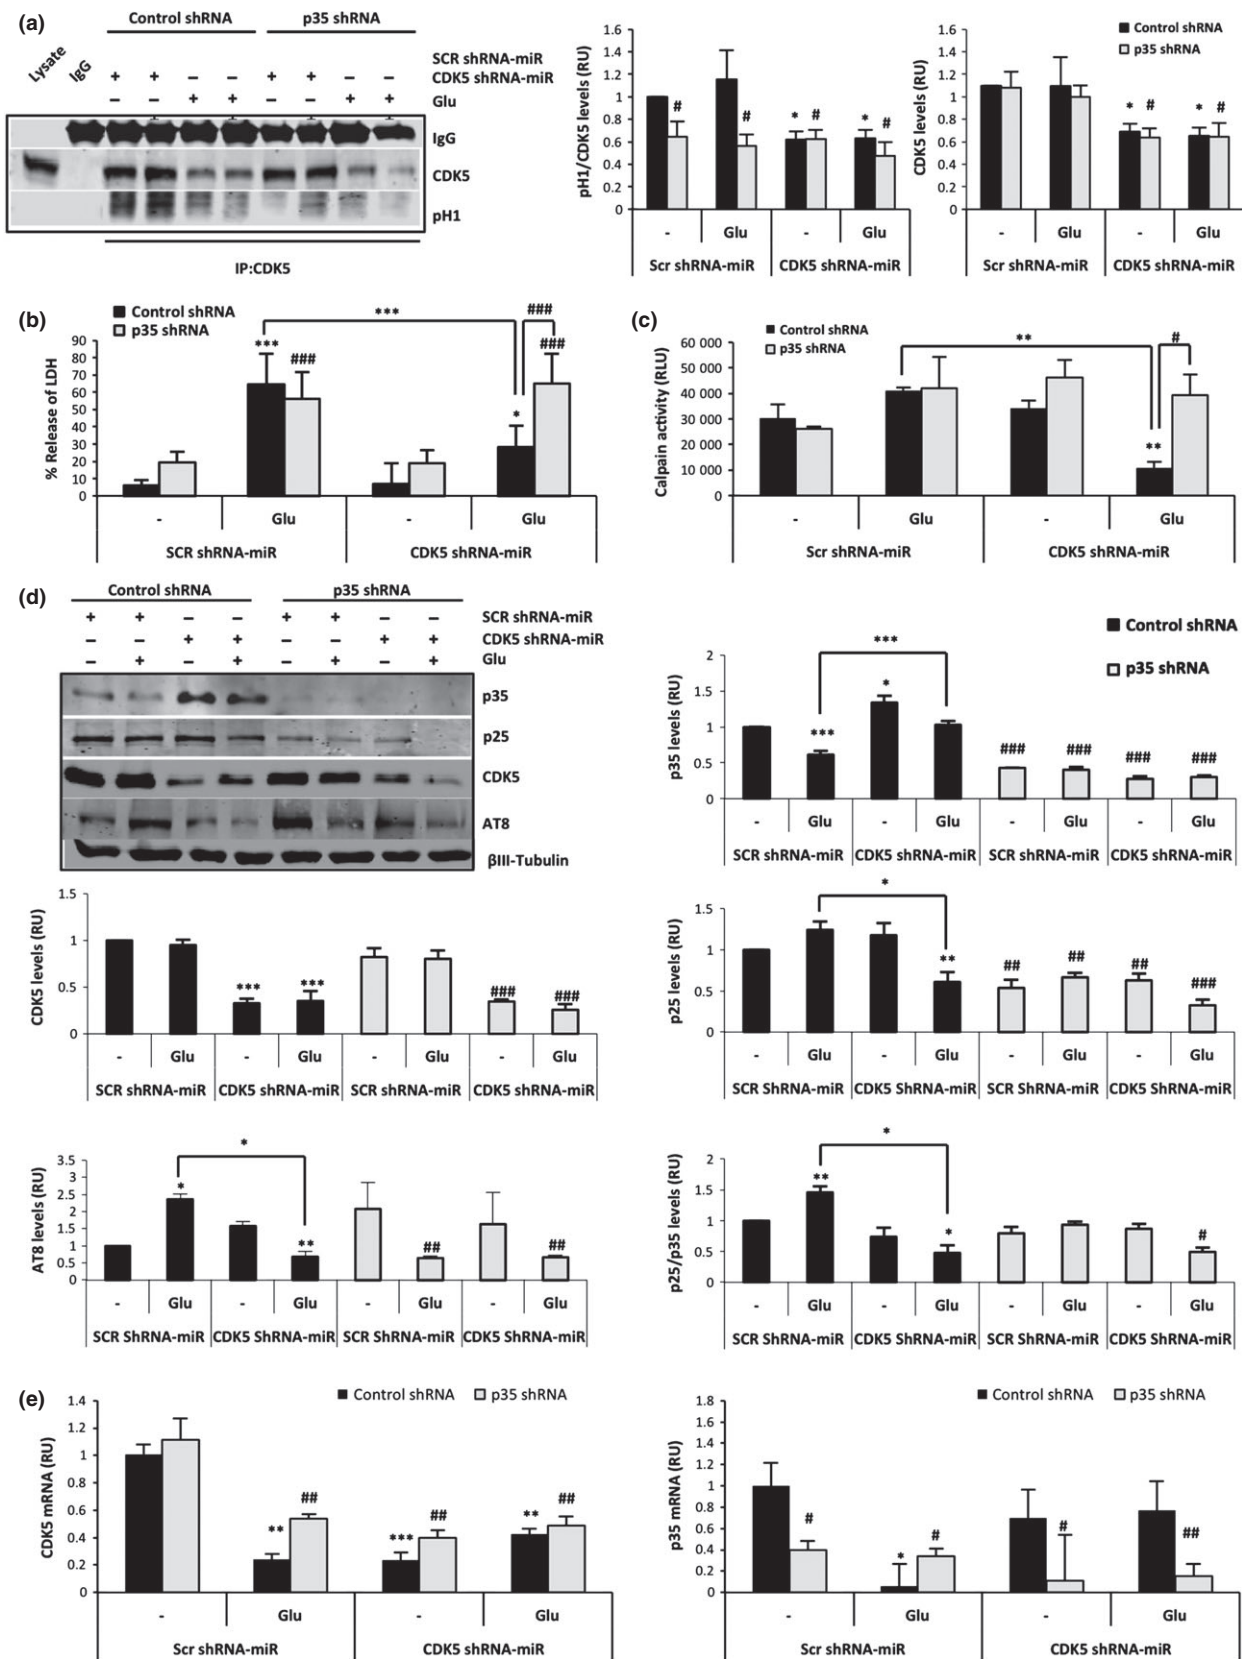 (a)
Control shRNA p35 shRNA
Lysate
IgG
SCR shRNA-miR
+ + – – + + – – CDK5 shRNA-miR
– – + + – – + + Glu
IgG
CDK5
pH1
IP:CDK5
pH1/CDK5 levels (RU)
1.6
1.4
1.2
1
0.8
0.6
0.4
0.2
0
# # * # * #
- Glu - Glu
Scr shRNA-miR CDK5 shRNA-miR
Control shRNA
p35 shRNA
CDK5 levels (RU)
1.6
1.4
1.2
1
0.8
0.6
0.4
0.2
0
* # * #
- Glu - Glu
Scr shRNA-miR CDK5 shRNA-miR
(b)
Control shRNA
p35 shRNA
% Release of LDH
90
80
70
60
50
40
30
20
10
0
*** ###
*** ### * ###
- Glu - Glu
SCR shRNA-miR CDK5 shRNA-miR
(c)
Control shRNA
p35 shRNA
Calpain activity (RLU)
60 000
50 000
40 000
30 000
20 000
10 000
0
** #
**
- Glu - Glu
Scr shRNA-miR CDK5 shRNA-miR
(d)
Control shRNA p35 shRNA
+ + – – + + – – SCR shRNA-miR
– – + + – – + + CDK5 shRNA-miR
– + – + – + – + Glu
p35
p25
CDK5
AT8
βIII-Tubulin
Control shRNA
p35 shRNA
p35 levels (RU)
2
1.5
1
0.5
0
***
*** * ### ### ### ###
- Glu - Glu - Glu - Glu
SCR shRNA-miR CDK5 shRNA-miR SCR ShRNA-miR CDK5 ShRNA-miR
CDK5 levels (RU)
1.5
1
0.5
0
*** *** ### ###
- Glu - Glu - Glu - Glu
SCR ShRNA-miR CDK5 ShRNA-miR SCR ShRNA-miR CDK5 ShRNA-miR
p25 levels (RU)
1.5
1
0.5
0
*
** ## ## ## ###
- Glu - Glu - Glu - Glu
SCR ShRNA-miR CDK5 ShRNA-miR SCR ShRNA-miR CDK5 ShRNA-miR
AT8 levels (RU)
3.5
3
2.5
2
1.5
1
0.5
0
*
* ** ## ##
- Glu - Glu - Glu - Glu
SCR ShRNA-miR CDK5 ShRNA-miR SCR ShRNA-miR CDK5 ShRNA-miR
p25/p35 levels (RU)
2
1.5
1
0.5
0
*
** * #
- Glu - Glu - Glu - Glu
SCR ShRNA-miR CDK5 ShRNA-miR SCR ShRNA-miR CDK5 ShRNA-miR
(e)
Control shRNA p35 shRNA
CDK5 mRNA (RU)
1.4
1.2
1
0.8
0.6
0.4
0.2
0
** ## *** ## ** ##
- Glu - Glu
Scr shRNA-miR CDK5 shRNA-miR
Control shRNA p35 shRNA
p35 mRNA (RU)
1.8
1.6
1.4
1.2
1
0.8
0.6
0.4
0.2
0
# * # # ##
- Glu - Glu
Scr shRNA-miR CDK5 shRNA-miR